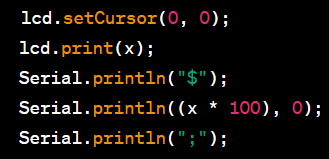 lcd.setCursor(0, 0);
lcd.print(x);
Serial.println("$");
Serial.println((x * 100), 0);
Serial.println(";");